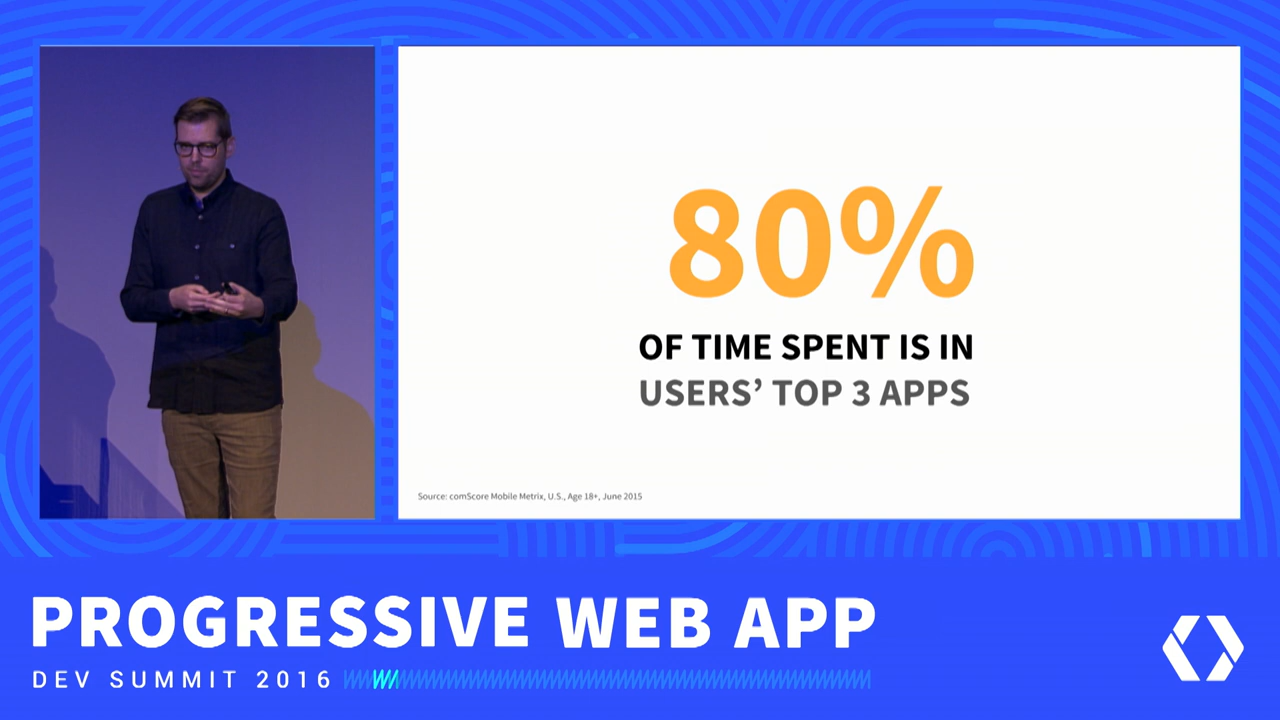 80%
OF TIME SPENT IS IN
USERS’ TOP 3 APPS
Source: comScore Mobile Metrix, U.S., Age 18+, June 2015
PROGRESSIVE WEB APP
DEV SUMMIT 2016